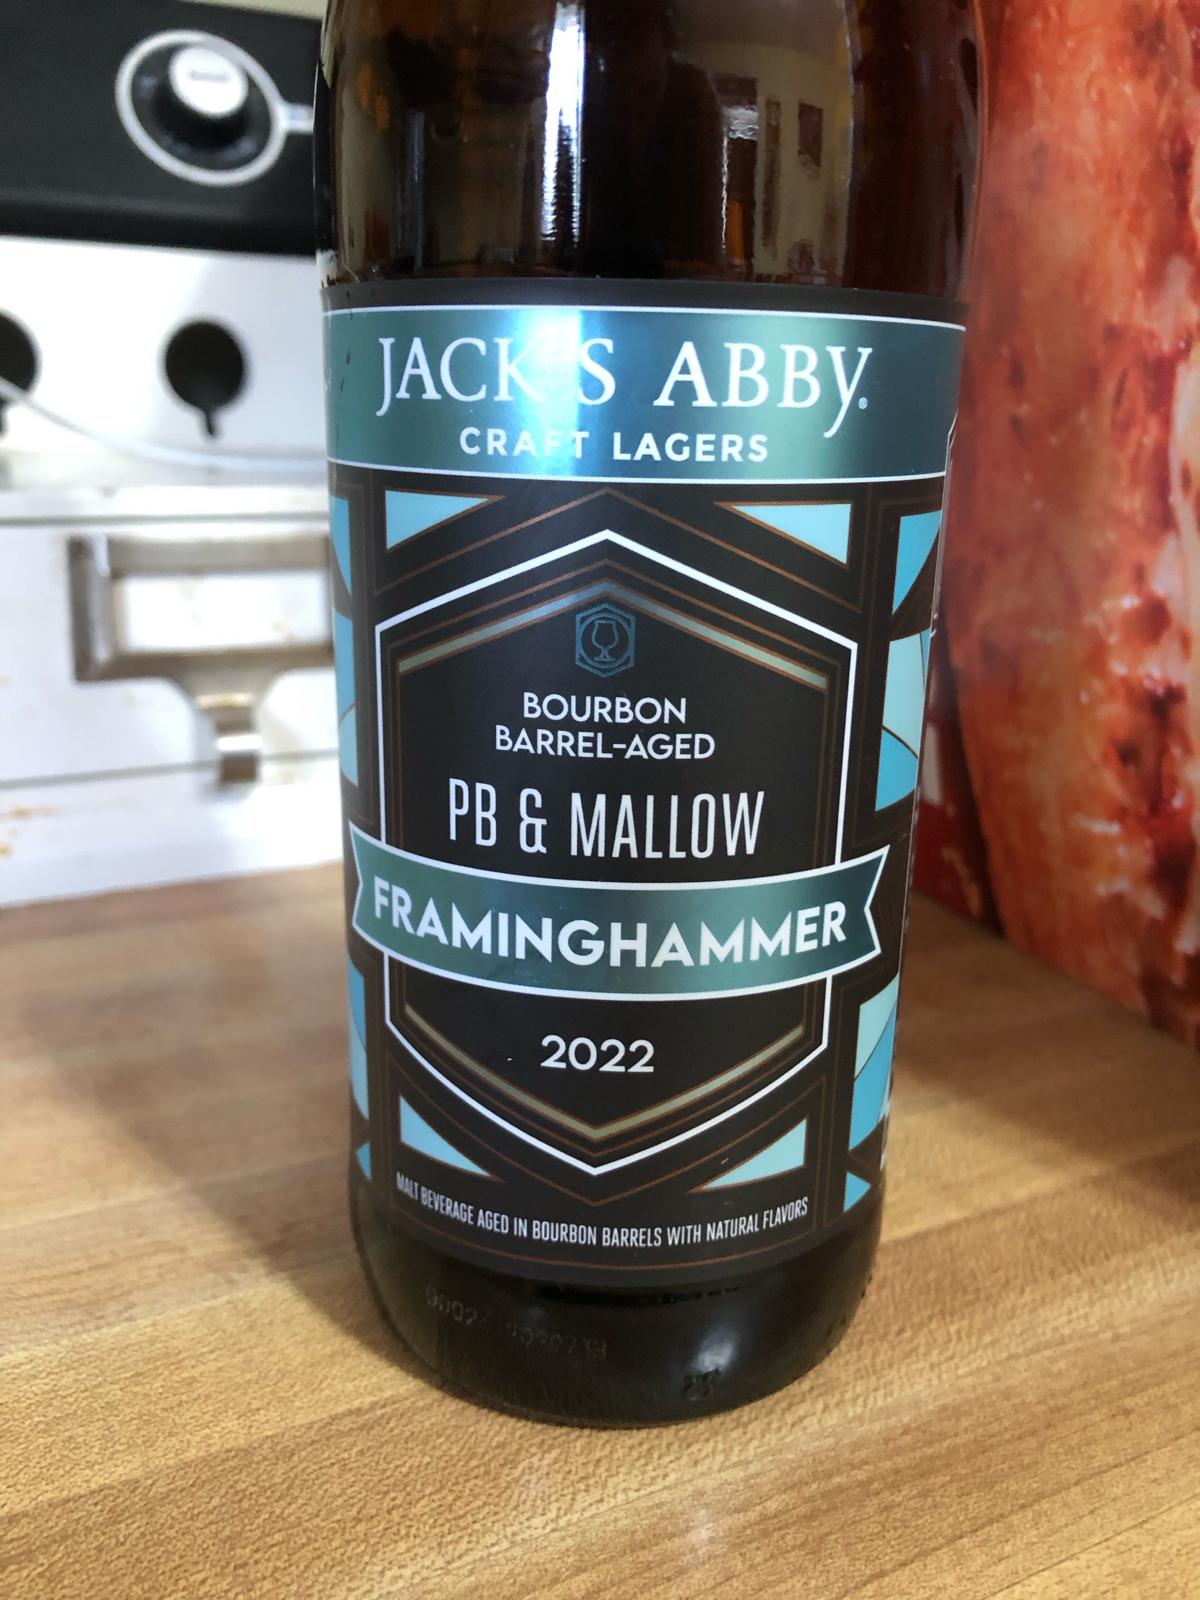 JACK'S ABBY®
CRAFT LAGERS
BOURBON
BARREL-AGED
PB & MALLOW
FRAMINGHAMMER
2022
MALT BEVERAGE AGED IN BOURBON BARRELS WITH NATURAL FLAVORS